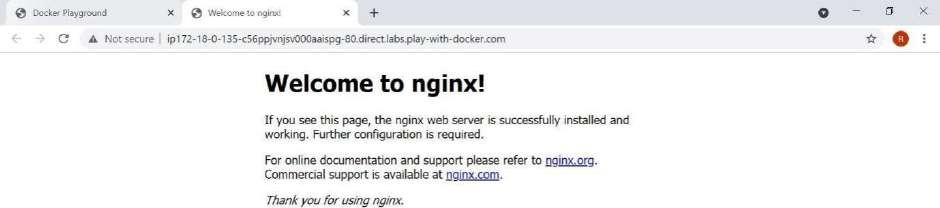 Docker Playground
Welcome to nginx!
Not secure | ip172-18-0-135-c56ppjvnjsv000aaispg-80.direct.labs.play-with-docker.com
R
Welcome to nginx!
If you see this page, the nginx web server is successfully installed and
working. Further configuration is required.
For online documentation and support please refer to nginx.org.
Commercial support is available at nginx.com.
Thank you for using nginx.